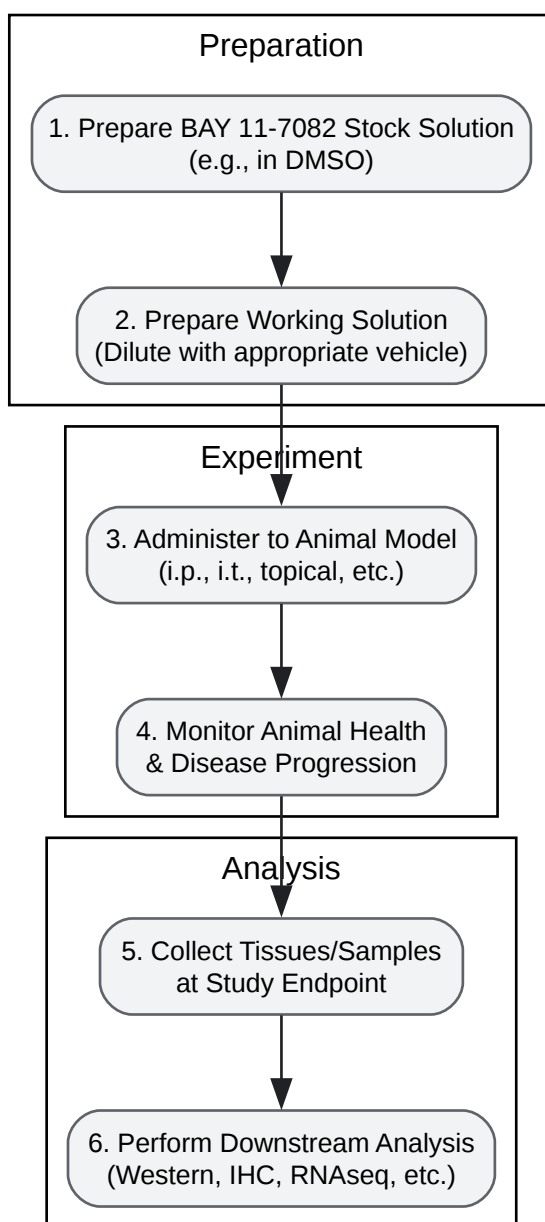 Preparation
1. Prepare BAY 11-7082 Stock Solution
(e.g., in DMSO)
2. Prepare Working Solution
(Dilute with appropriate vehicle)
Experiment
3. Administer to Animal Model
(i.p., i.t., topical, etc.)
4. Monitor Animal Health
& Disease Progression
Analysis
5. Collect Tissues/Samples
at Study Endpoint
6. Perform Downstream Analysis
(Western, IHC, RNAseq, etc.)